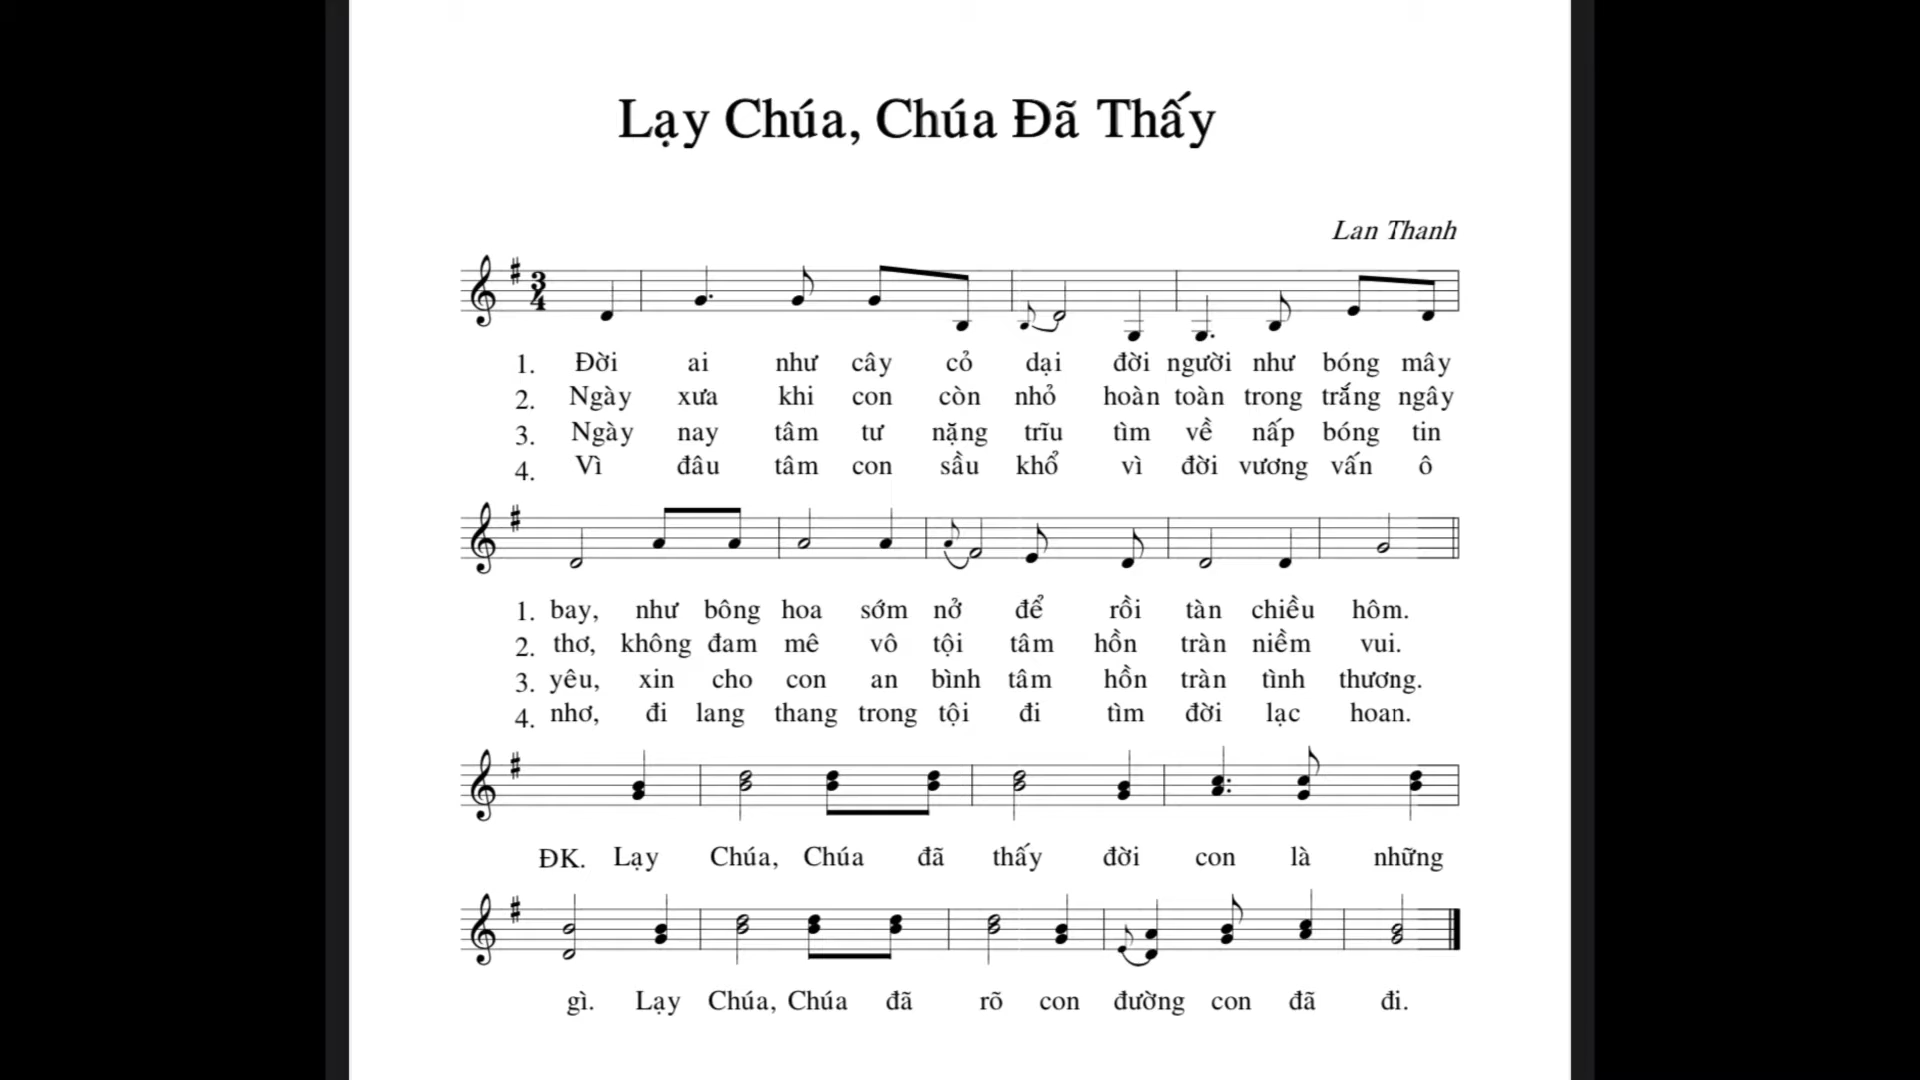 Lạy Chúa, Chúa Đã Thấy
Lan Thanh
3
4
1. Đời ai như cây cỏ dại đời người như bóng mây
2. Ngày xưa khi con còn nhỏ hoàn toàn trong trắng ngây
3. Ngày nay tâm tư nặng trĩu tìm về nấp bóng tin
4. Vì đâu tâm con sầu khổ vì đời vương vấn ô
1. bay, như bông hoa sớm nở để rồi tàn chiều hôm.
2. thơ, không đam mê vô tội tâm hồn tràn niềm vui.
3. yêu, xin cho con an bình tâm hồn tràn tình thương.
4. nhơ, đi lang thang trong tội đi tìm đời lạc hoan.
ĐK. Lạy Chúa, Chúa đã thấy đời con là những
gì. Lạy Chúa, Chúa đã rõ con đường con đã đi.